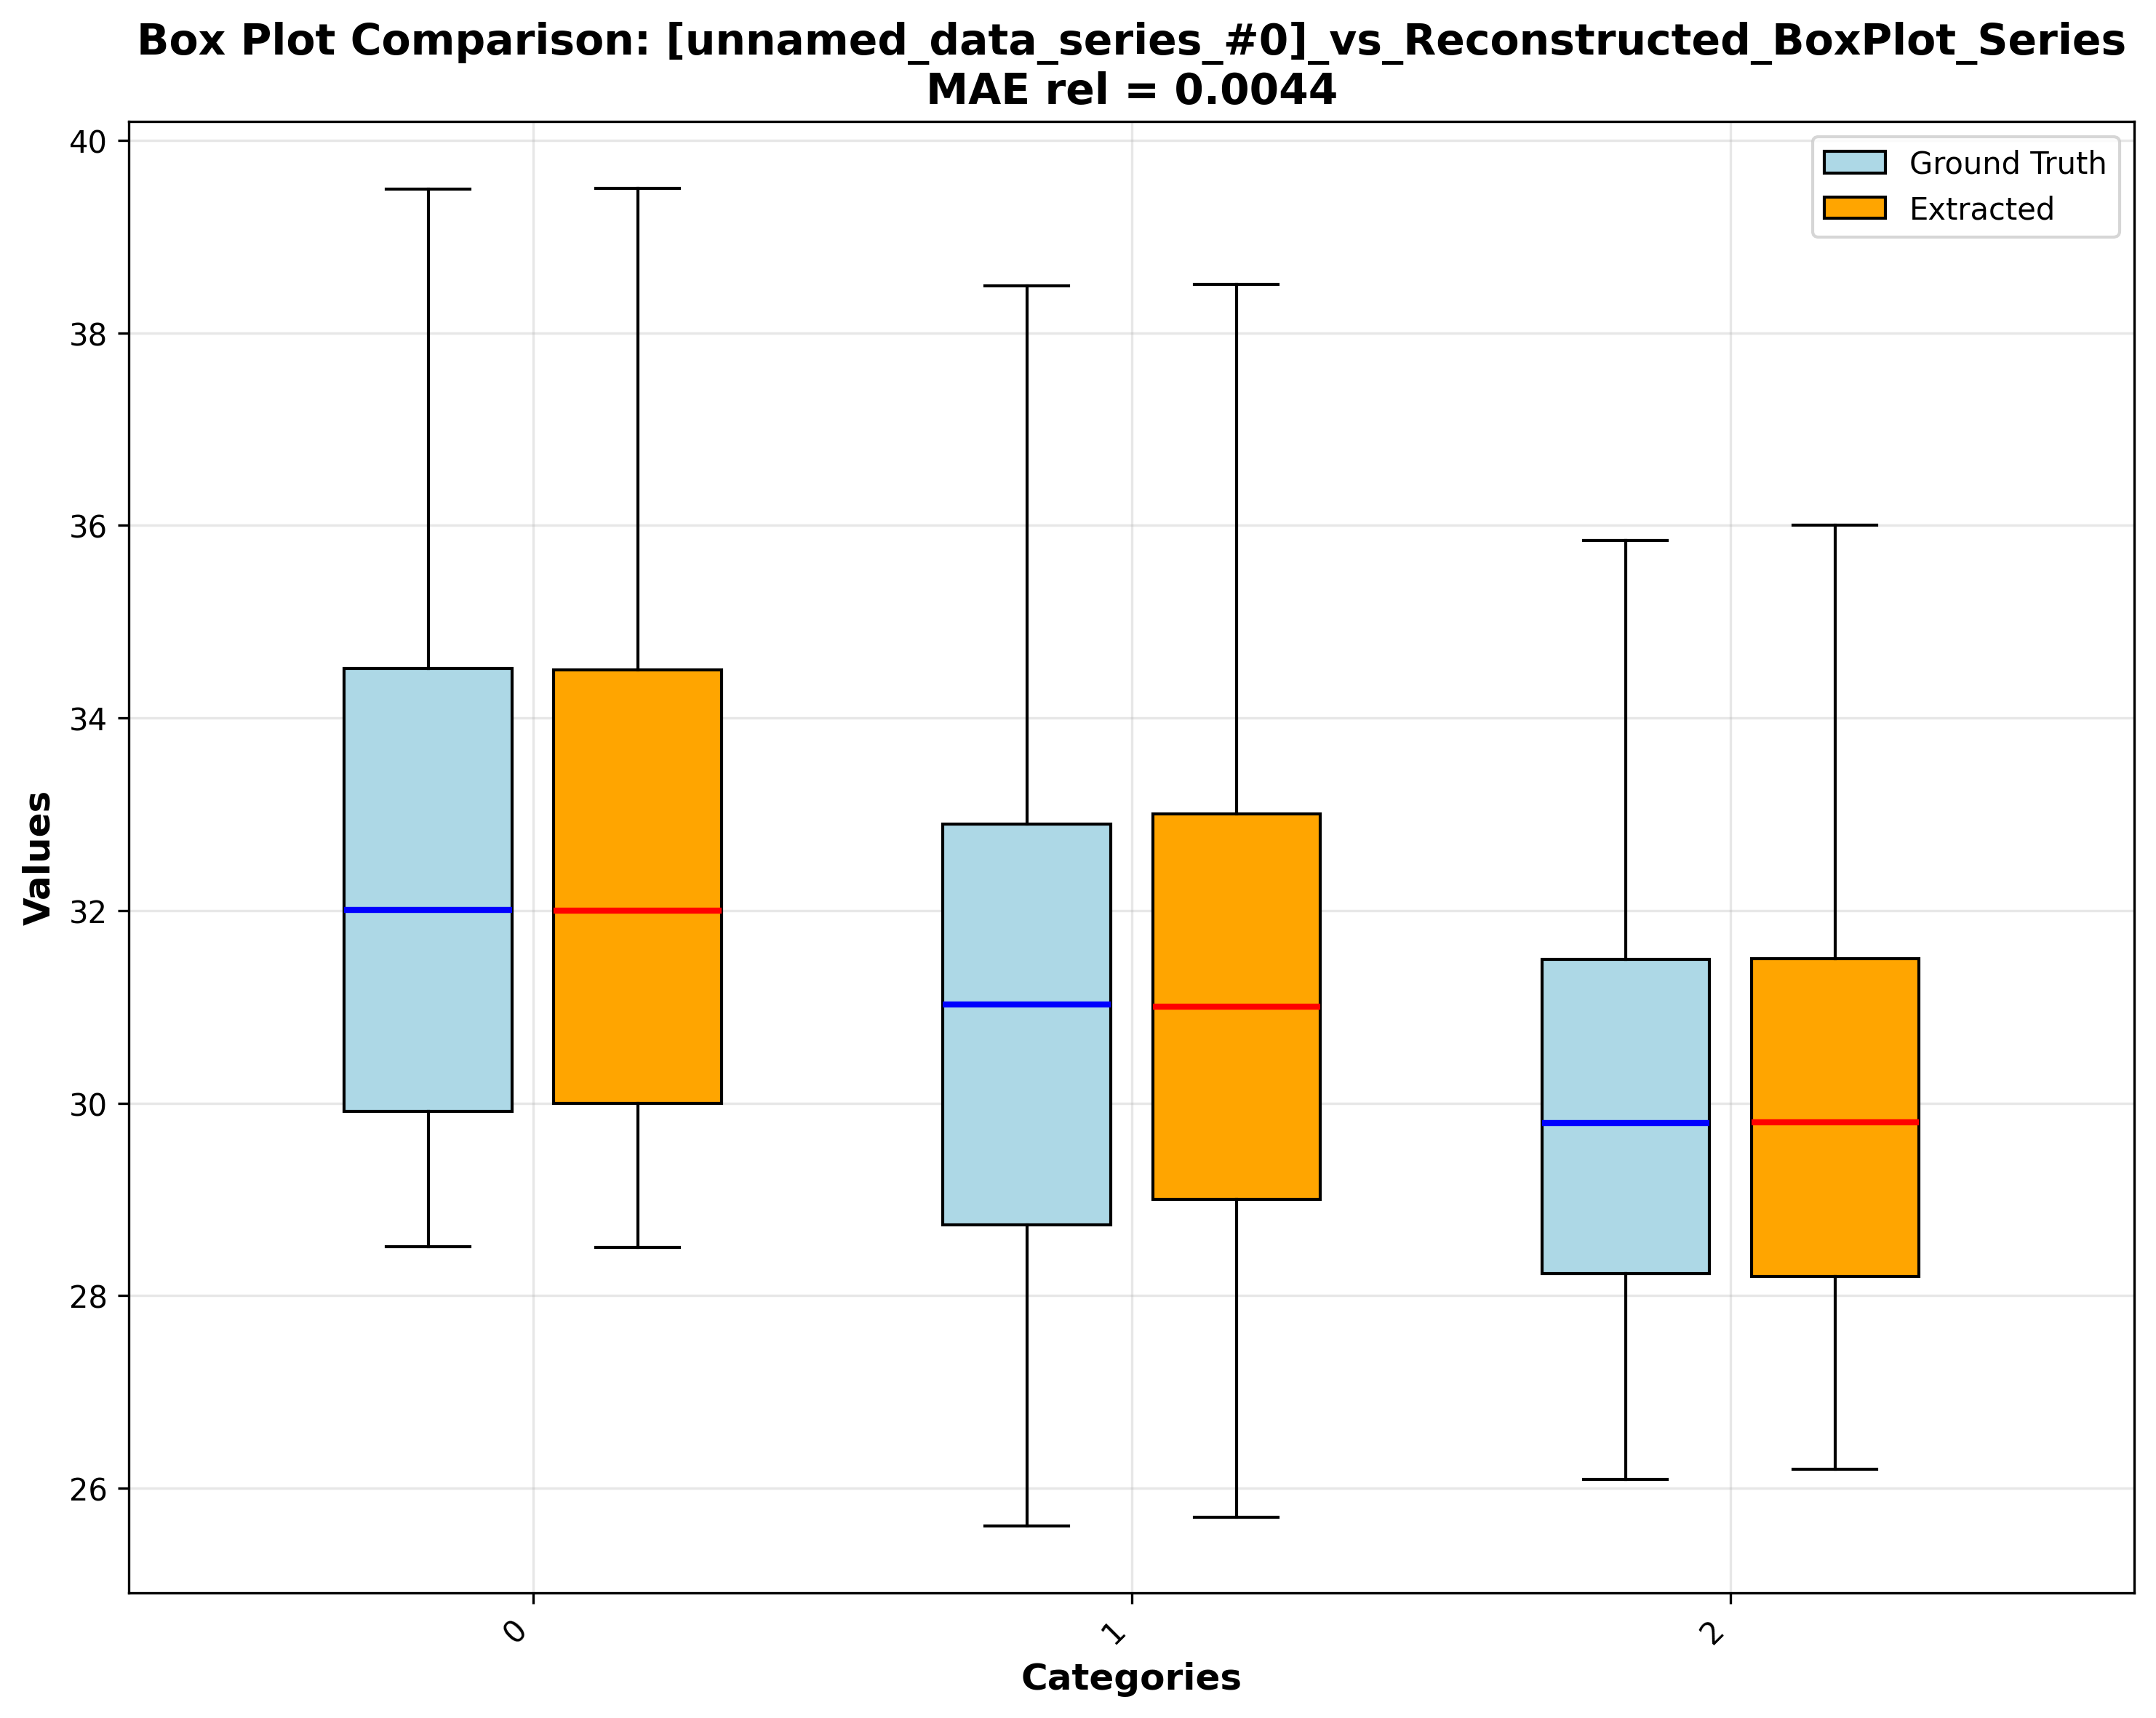 Box Plot Comparison: [unnamed_data_series_#0]_vs_Reconstructed_BoxPlot_Series
MAE rel = 0.0044
Ground Truth
Extracted
40
38
36
34
32
30
28
26
Values
0
1
2
Categories